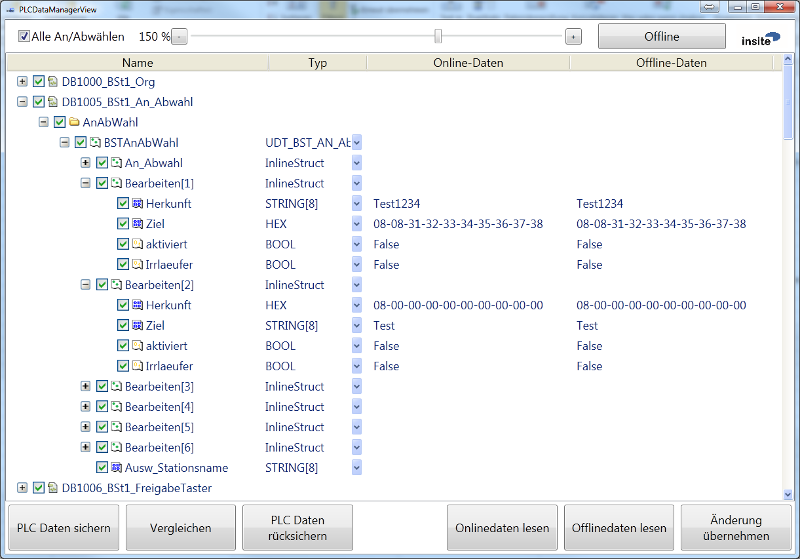 PLCDataManagerView
Alle An/Abwählen 150 % - + Offline insite
Name Typ Online-Daten Offline-Daten
DB1000_BSt1_Org
DB1005_BSt1_An_Abwahl
AnAbWahl
BSTAnAbWahl UDT_BST_AN_Ab
An_Abwahl InlineStruct
Bearbeiten[1] InlineStruct
Herkunft STRING[8] Test1234 Test1234
Ziel HEX 08-08-31-32-33-34-35-36-37-38 08-08-31-32-33-34-35-36-37-38
aktiviert BOOL False False
Irrlaeufer BOOL False False
Bearbeiten[2] InlineStruct
Herkunft HEX 08-00-00-00-00-00-00-00-00-00 08-00-00-00-00-00-00-00-00-00
Ziel STRING[8] Test Test
aktiviert BOOL False False
Irrlaeufer BOOL False False
Bearbeiten[3] InlineStruct
Bearbeiten[4] InlineStruct
Bearbeiten[5] InlineStruct
Bearbeiten[6] InlineStruct
Ausw_Stationsname STRING[8]
DB1006_BSt1_FreigabeTaster
PLC Daten sichern Vergleichen PLC Daten rücksichern Onlinedaten lesen Offlinedaten lesen Änderung übernehmen